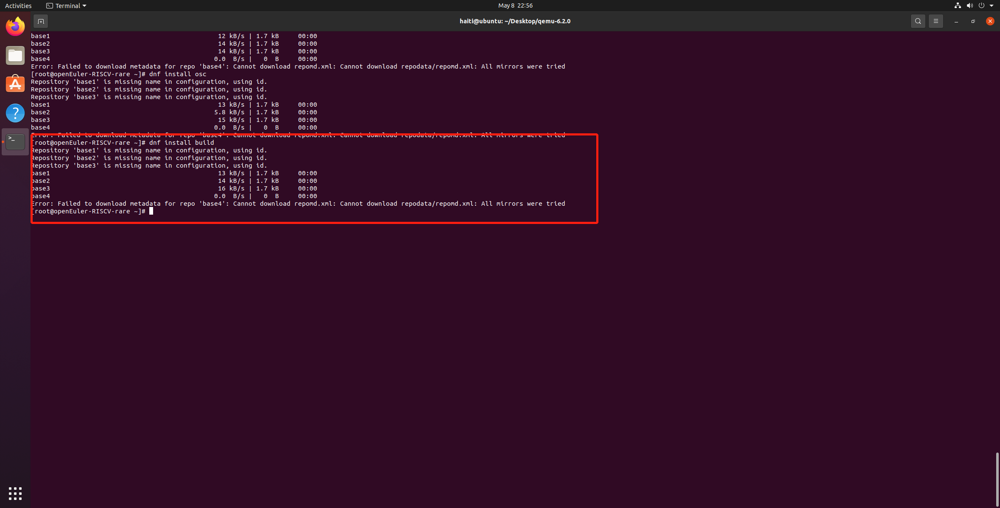 Activities
Terminal
May 8 22:56
haiti@ubuntu: ~/Desktop/qemu-6.2.0
base1 12 kB/s | 1.7 kB 00:00
base2 14 kB/s | 1.7 kB 00:00
base3 14 kB/s | 1.7 kB 00:00
base4 0.0 B/s | 0 B 00:00
Error: Failed to download metadata for repo 'base4': Cannot download repomd.xml: Cannot download repodata/repomd.xml: All mirrors were tried
[root@openEuler-RISCV-rare ~]# dnf install osc
Repository 'base1' is missing name in configuration, using id.
Repository 'base2' is missing name in configuration, using id.
Repository 'base3' is missing name in configuration, using id.
base1 13 kB/s | 1.7 kB 00:00
base2 5.8 kB/s | 1.7 kB 00:00
base3 15 kB/s | 1.7 kB 00:00
base4 0.0 B/s | 0 B 00:00
Error: Failed to download metadata for repo 'base4': Cannot download repomd.xml: Cannot download repodata/repomd.xml: All mirrors were tried
[root@openEuler-RISCV-rare ~]# dnf install build
Repository 'base1' is missing name in configuration, using id.
Repository 'base2' is missing name in configuration, using id.
Repository 'base3' is missing name in configuration, using id.
base1 13 kB/s | 1.7 kB 00:00
base2 14 kB/s | 1.7 kB 00:00
base3 16 kB/s | 1.7 kB 00:00
base4 0.0 B/s | 0 B 00:00
Error: Failed to download metadata for repo 'base4': Cannot download repomd.xml: Cannot download repodata/repomd.xml: All mirrors were tried
[root@openEuler-RISCV-rare ~]#